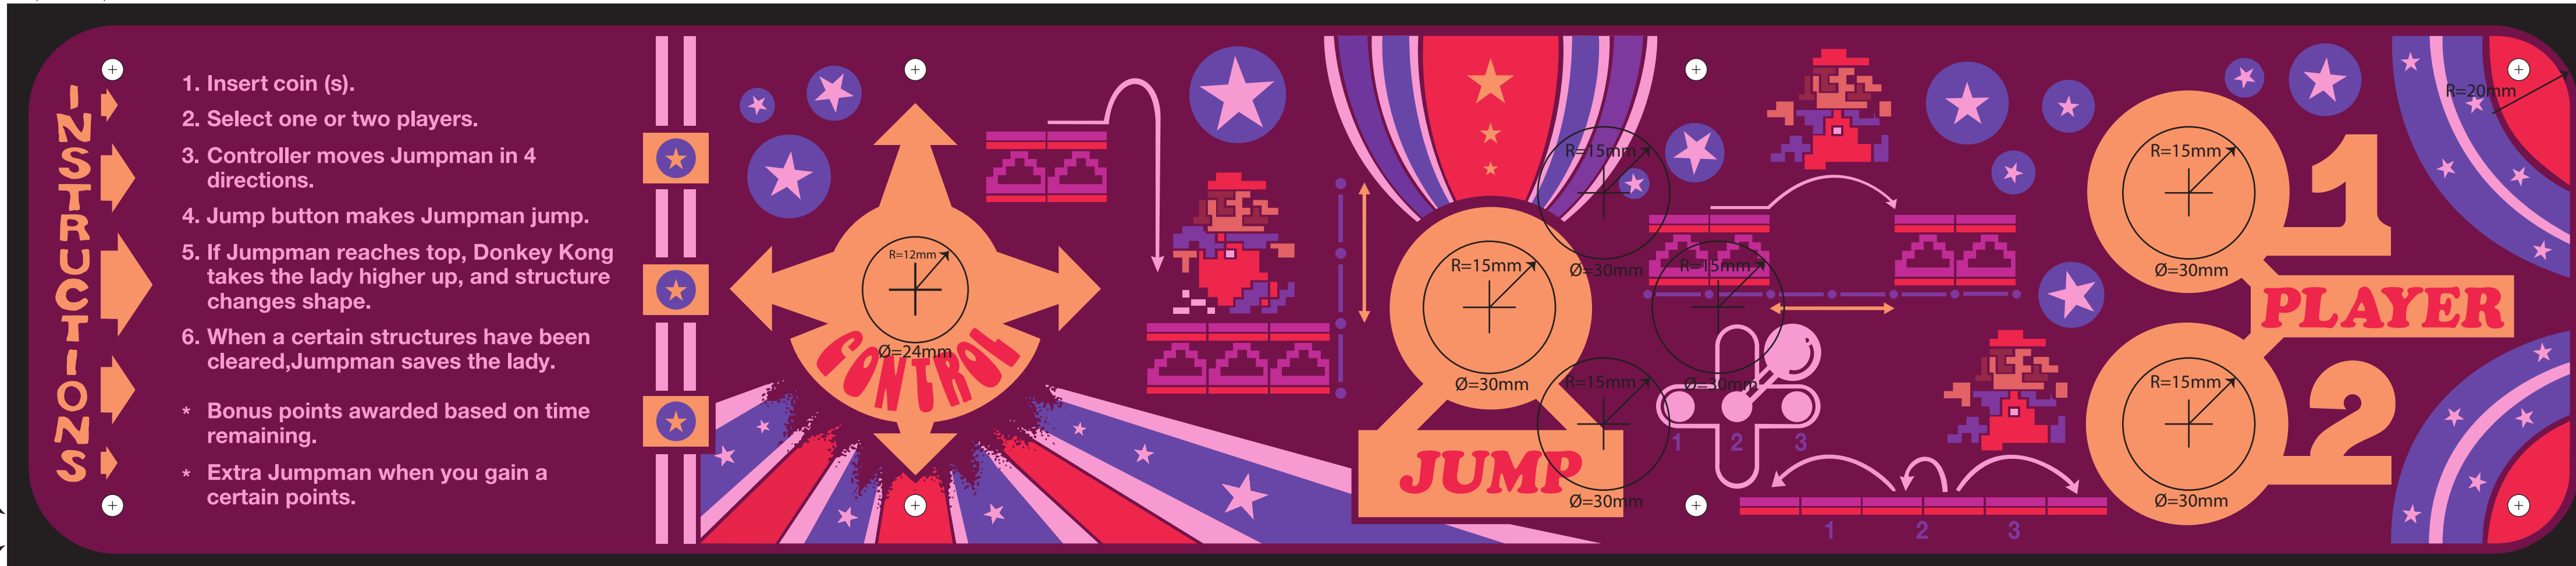 INSTRUCTIONS
1. Insert coin (s).
2. Select one or two players.
3. Controller moves Jumpman in 4
directions.
4. Jump button makes Jumpman jump.
5. If Jumpman reaches top, Donkey Kong
takes the lady higher up, and structure
changes shape.
6. When a certain structures have been
cleared,Jumpman saves the lady.
* Bonus points awarded based on time
remaining.
* Extra Jumpman when you gain a
certain points.
R=12mm
Ø=24mm
CONTROL
R=15mm
Ø=30mm
JUMP
R=15mm
Ø=30mm
R=15mm
Ø=30mm
R=15mm
Ø=30mm
1 2 3
1 2 3
R=15mm
Ø=30mm
1
PLAYER
R=15mm
Ø=30mm
2
R=20mm